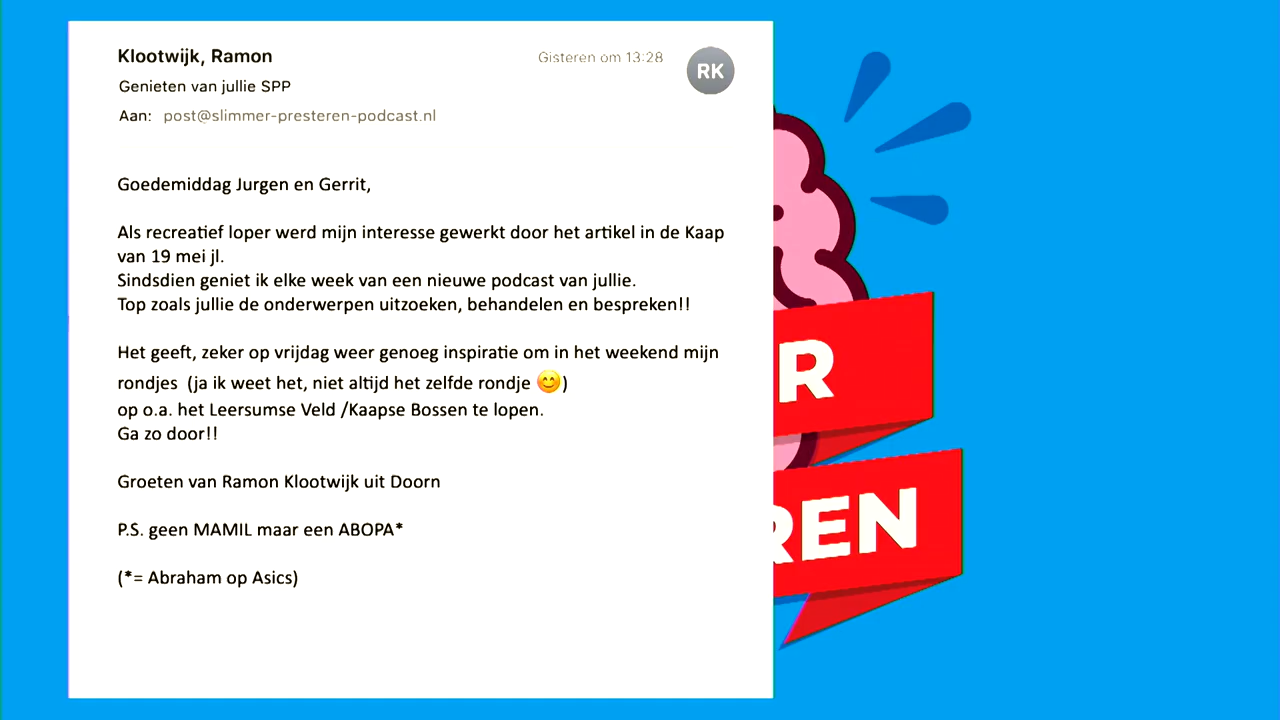 Klootwijk, Ramon
Gisteren om 13:28
RK
Genieten van jullie SPP
Aan: post@slimmer-presteren-podcast.nl
Goedemiddag Jurgen en Gerrit,
Als recreatief loper werd mijn interesse gewerkt door het artikel in de Kaap
van 19 mei jl.
Sindsdien geniet ik elke week van een nieuwe podcast van jullie.
Top zoals jullie de onderwerpen uitzoeken, behandelen en bespreken!!
Het geeft, zeker op vrijdag weer genoeg inspiratie om in het weekend mijn
rondjes (ja ik weet het, niet altijd het zelfde rondje 😊)
op o.a. het Leersumse Veld /Kaapse Bossen te lopen.
Ga zo door!!
Groeten van Ramon Klootwijk uit Doorn
P.S. geen MAMIL maar een ABOPA*
(*= Abraham op Asics)
R
REN